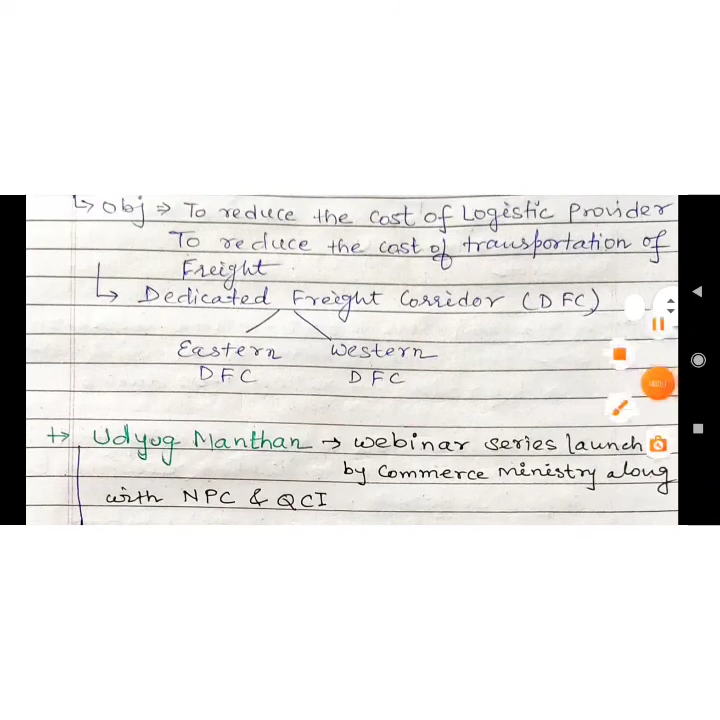 ↳ Obj ⇒ To reduce the cost of Logistic Provider
To reduce the cost of transportation of
Freight
↳ Dedicated Freight Corridor (DFC)
Eastern Western
DFC DFC
Udyog Manthan → webinar series launch
by Commerce Ministry along
with NPC & QCI